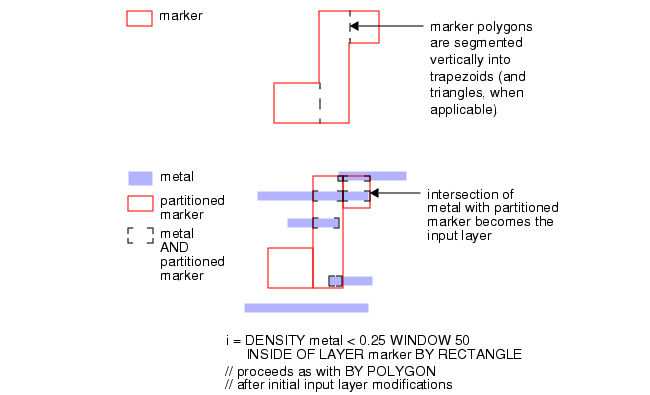 marker
marker polygons
are segmented
vertically into
trapezoids (and
triangles, when
applicable)
metal
partitioned
marker
metal
AND
partitioned
marker
intersection of
metal with partitioned
marker becomes the
input layer
i = DENSITY metal < 0.25 WINDOW 50
INSIDE OF LAYER marker BY RECTANGLE
// proceeds as with BY POLYGON
// after initial input layer modifications